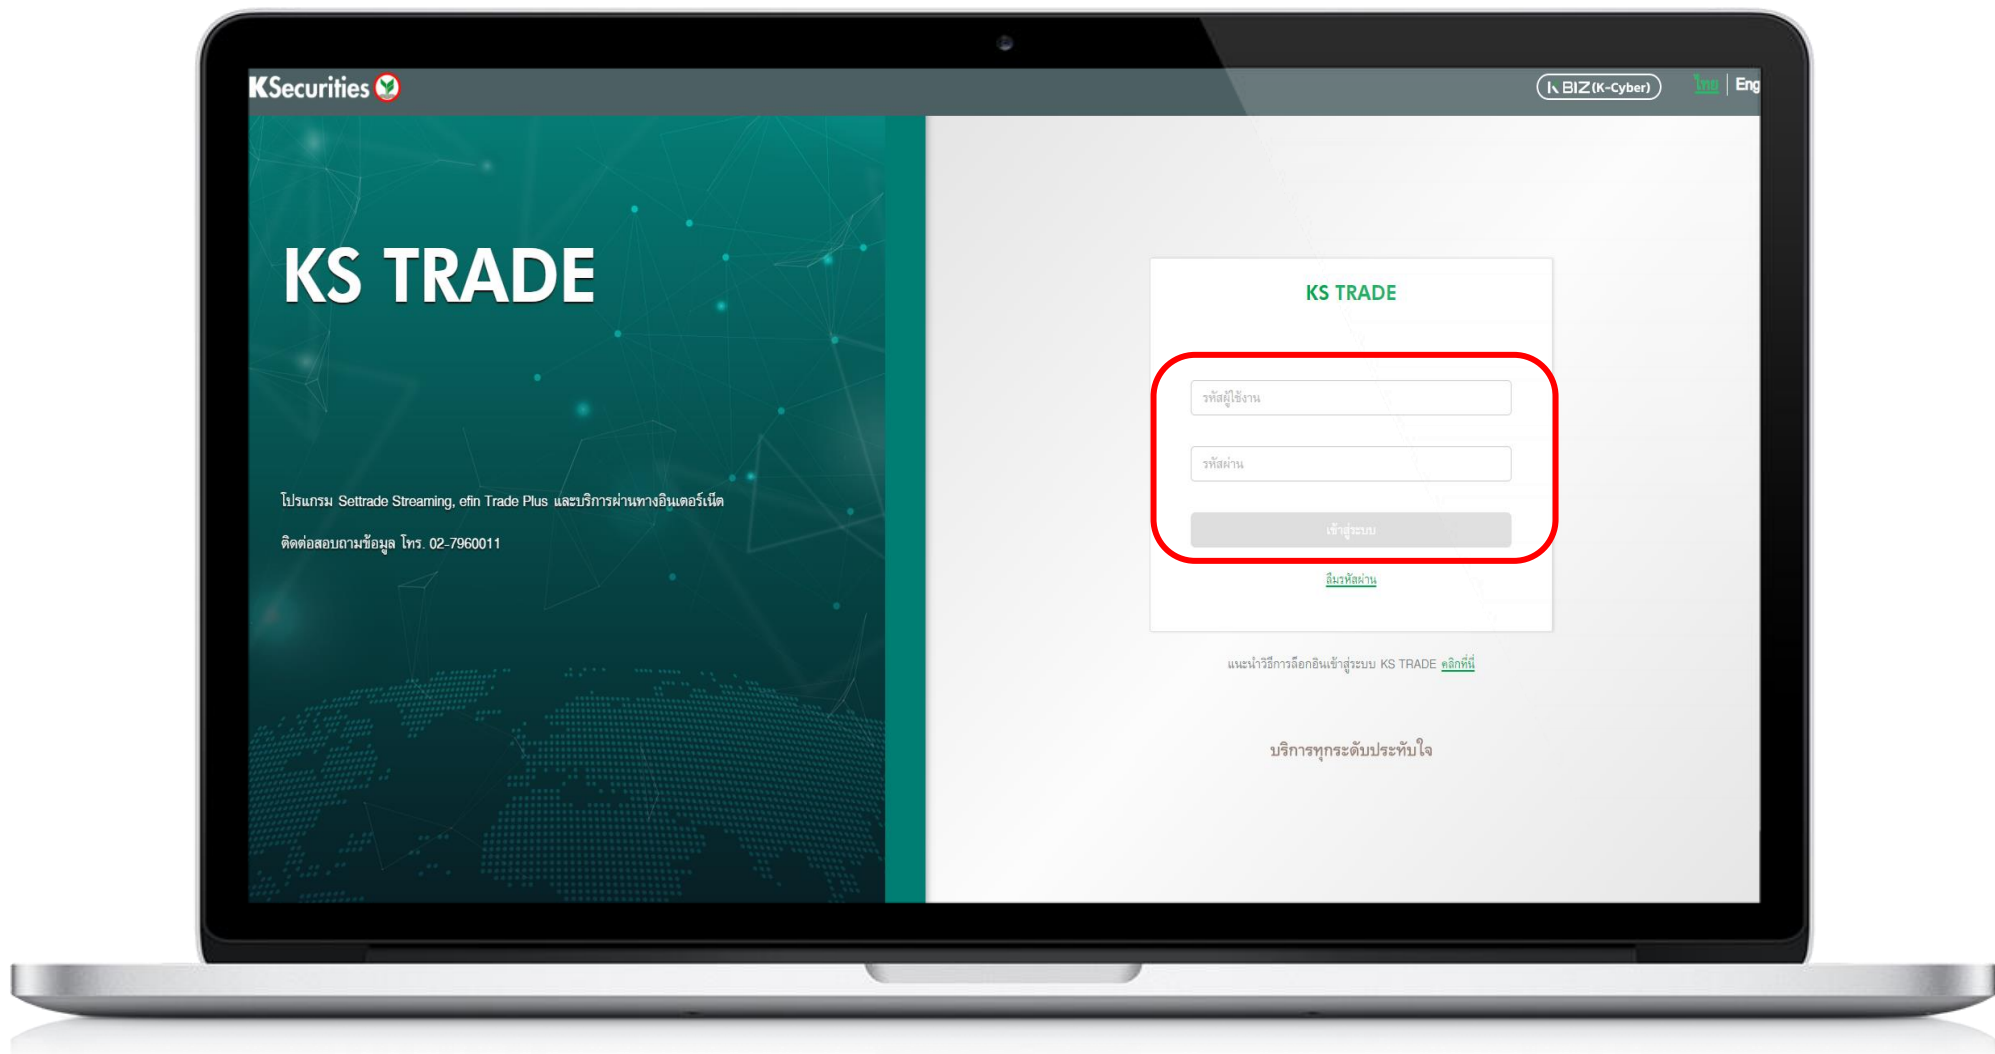 KSecurities
K BIZ (K-Cyber)
ไทย | Eng
KS TRADE
โปรแกรม Settrade Streaming, efin Trade Plus และบริการผ่านทางอินเตอร์เน็ต
ติดต่อสอบถามข้อมูล โทร. 02-7960011
KS TRADE
รหัสผู้ใช้งาน
รหัสผ่าน
เข้าสู่ระบบ
ลืมรหัสผ่าน
แนะนำวิธีการล็อกอินเข้าสู่ระบบ KS TRADE คลิกที่นี่
บริการทุกระดับประทับใจ